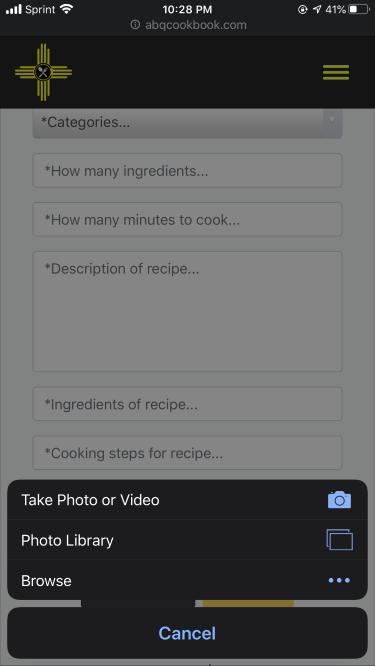 Sprint 10:28 PM 41%
abqcookbook.com
*Categories...
*How many ingredients...
*How many minutes to cook...
*Description of recipe...
*Ingredients of recipe...
*Cooking steps for recipe...
Take Photo or Video
Photo Library
Browse
Cancel